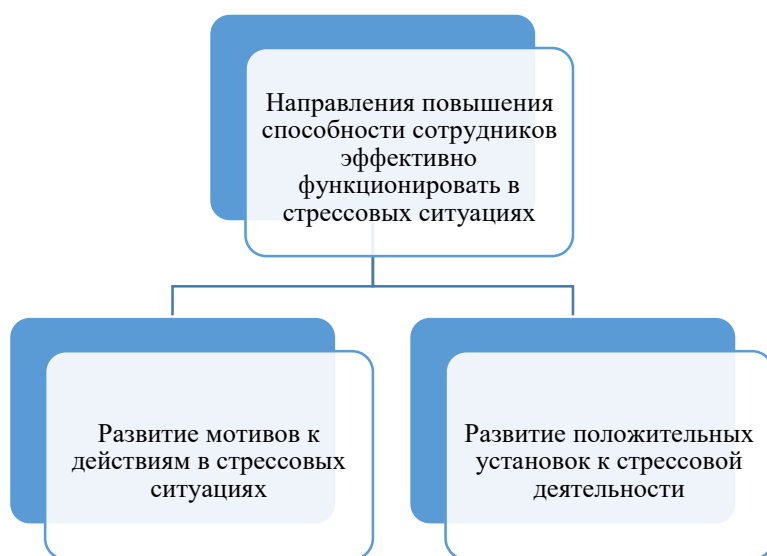 Направления повышения
способности сотрудников
эффективно
функционировать в
стрессовых ситуациях
Развитие мотивов к
действиям в стрессовых
ситуациях
Развитие положительных
установок к стрессовой
деятельности